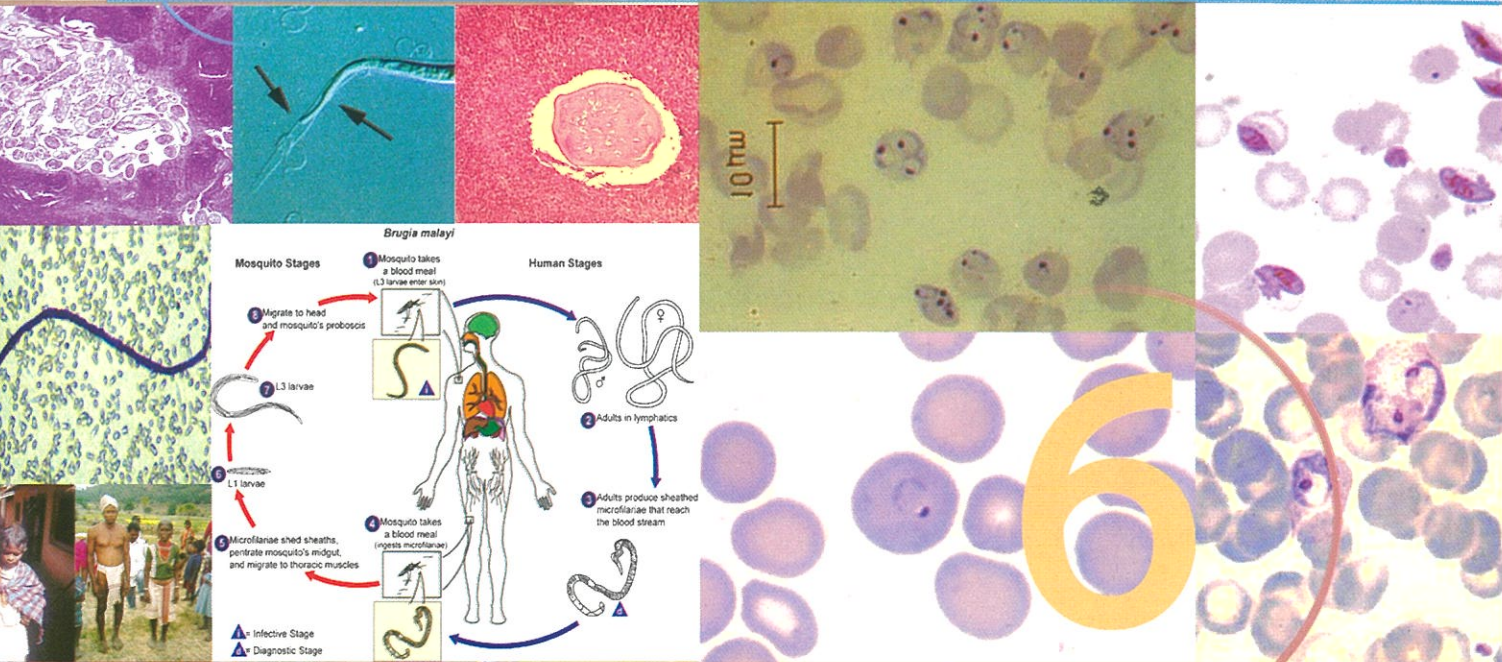 Brugia malayi
Mosquito Stages
Human Stages
1 Mosquito takes
a blood meal
(L3 larvae enter skin)
8 Migrate to head
and mosquito's proboscis
i
♀
♂
7 L3 larvae
2 Adults in lymphatics
6
L1 larvae
3 Adults produce sheathed
microfilariae that reach
the blood stream
4 Mosquito takes
a blood meal
(ingests microfilariae)
5 Microfilariae shed sheaths,
pentrate mosquito's midgut,
and migrate to thoracic muscles
d
i = Infective Stage
d = Diagnostic Stage
10 μm
6